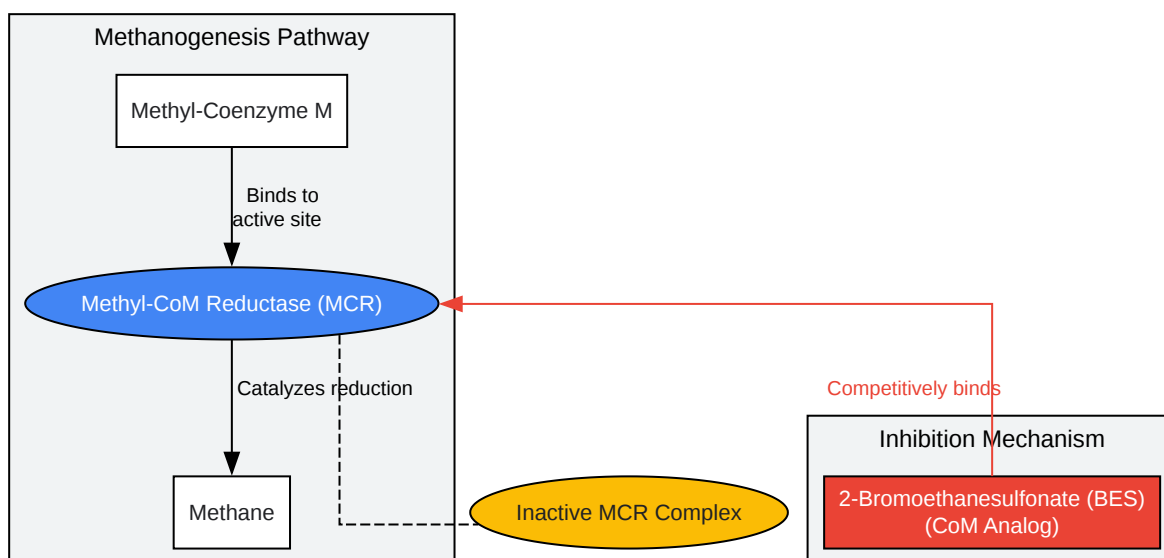 Methanogenesis Pathway
Methyl-Coenzyme M
Binds to
active site
Methyl-CoM Reductase (MCR)
Catalyzes reduction
Competitively binds
Inhibition Mechanism
Methane
Inactive MCR Complex
2-Bromoethanesulfonate (BES)
(CoM Analog)